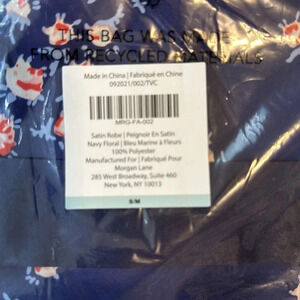 THIS BAG WAS MADE
FROM RECYCLED MATERIALS
Made in China | Fabriqué en Chine
092021/002/TVC
MRG-FA-002
Satin Robe | Peignoir En Satin
Navy Floral | Bleu Marine à Fleurs
100% Polyester
Manufactured For | Fabriqué Pour
Morgan Lane
285 West Broadway, Suite 460
New York, NY 10013
S/M